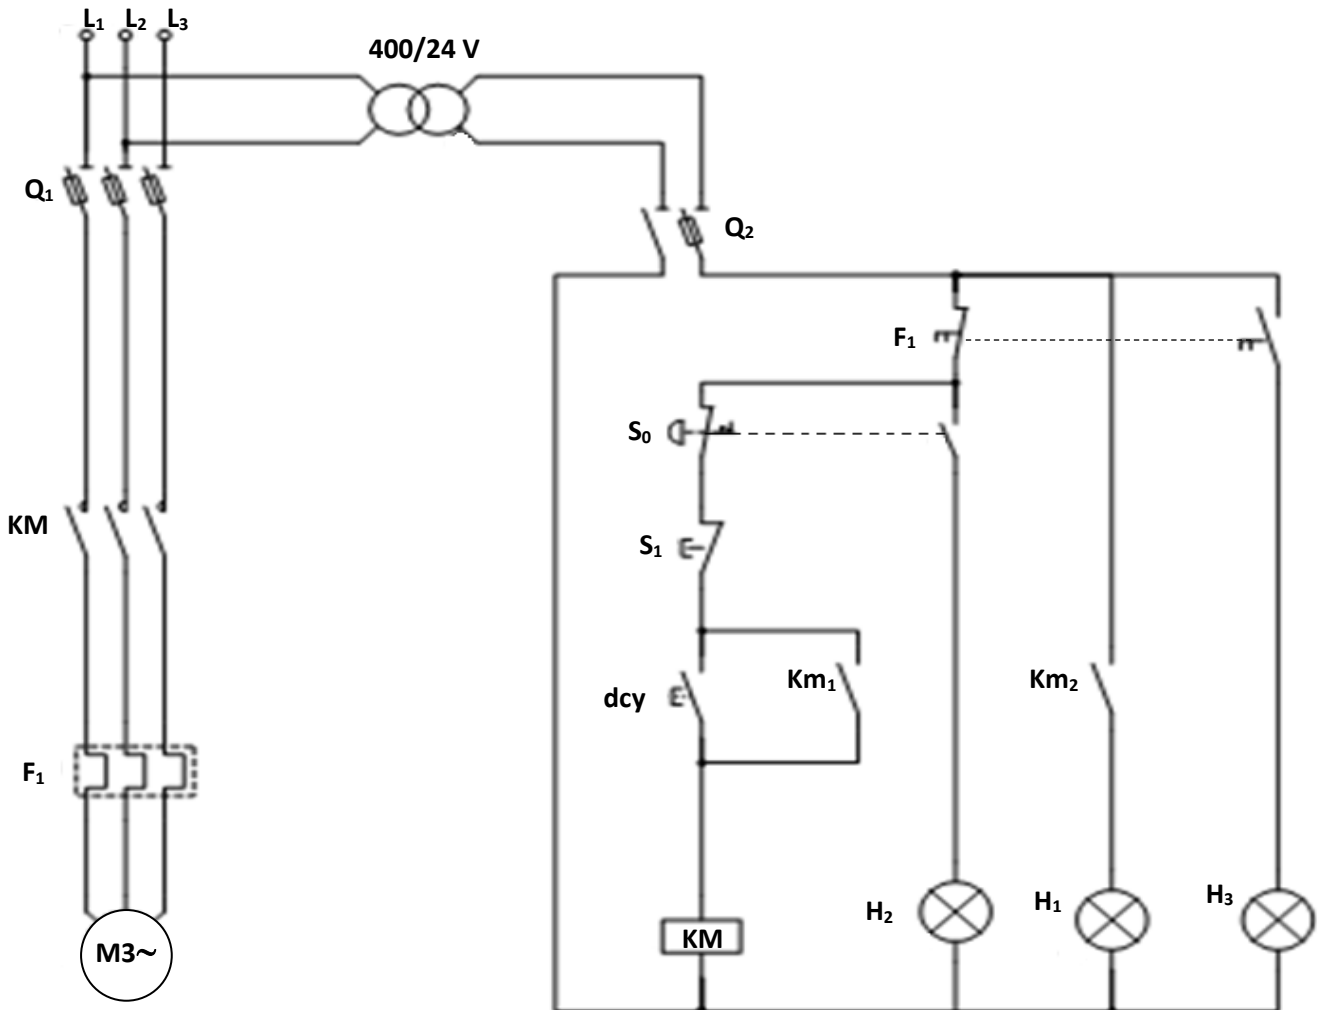 L₁ L₂ L₃
400/24 V
Q₁
Q₂
F₁
S₀
KM
S₁
Km₁
Km₂
dcy
F₁
H₂
H₁
H₃
KM
M3~